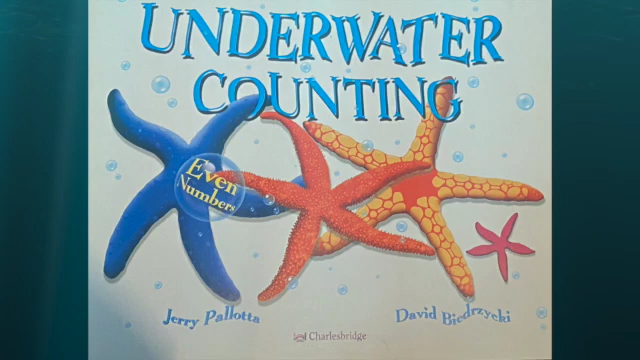 UNDERWATER
COUNTING
Even
Numbers
Jerry Pallotta
David Biedrzycki
Charlesbridge